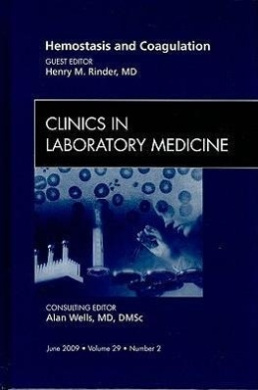 Hemostasis and Coagulation
GUEST EDITOR
Henry M. Rinder, MD
CLINICS IN
LABORATORY MEDICINE
CONSULTING EDITOR
Alan Wells, MD, DMSc
June 2009 • Volume 29 • Number 2